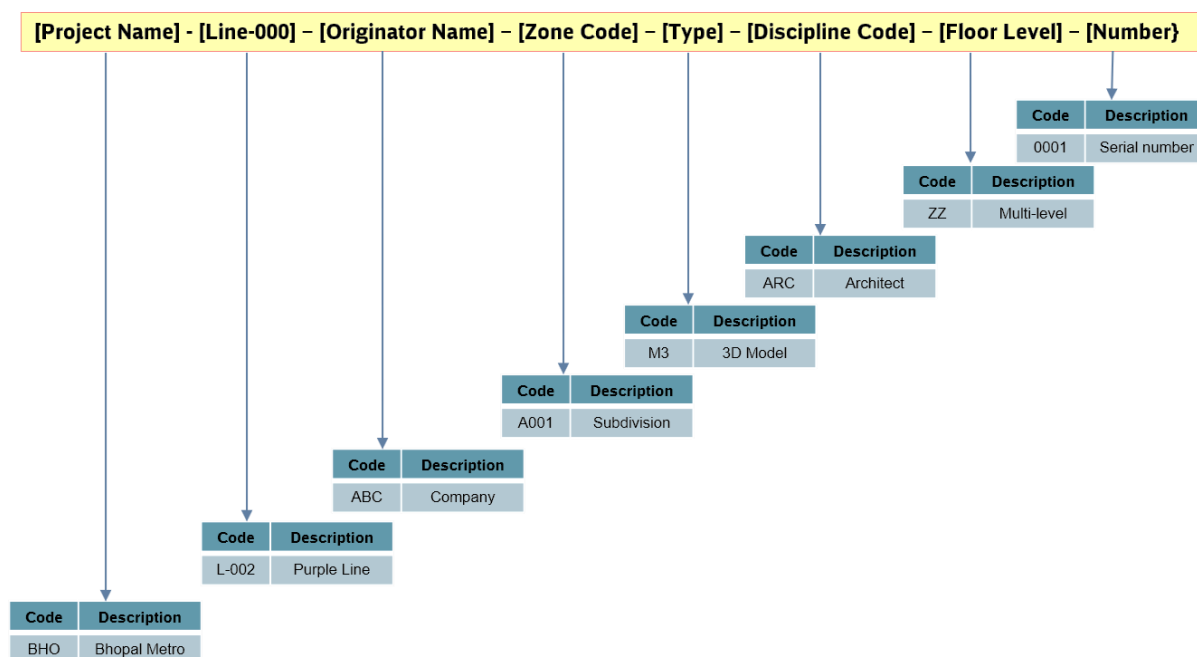 [Project Name] - [Line-000] – [Originator Name] – [Zone Code] – [Type] – [Discipline Code] – [Floor Level] – [Number}
Code Description
0001 Serial number
Code Description
ZZ Multi-level
Code Description
ARC Architect
Code Description
M3 3D Model
Code Description
A001 Subdivision
Code Description
ABC Company
Code Description
L-002 Purple Line
Code Description
BHO Bhopal Metro